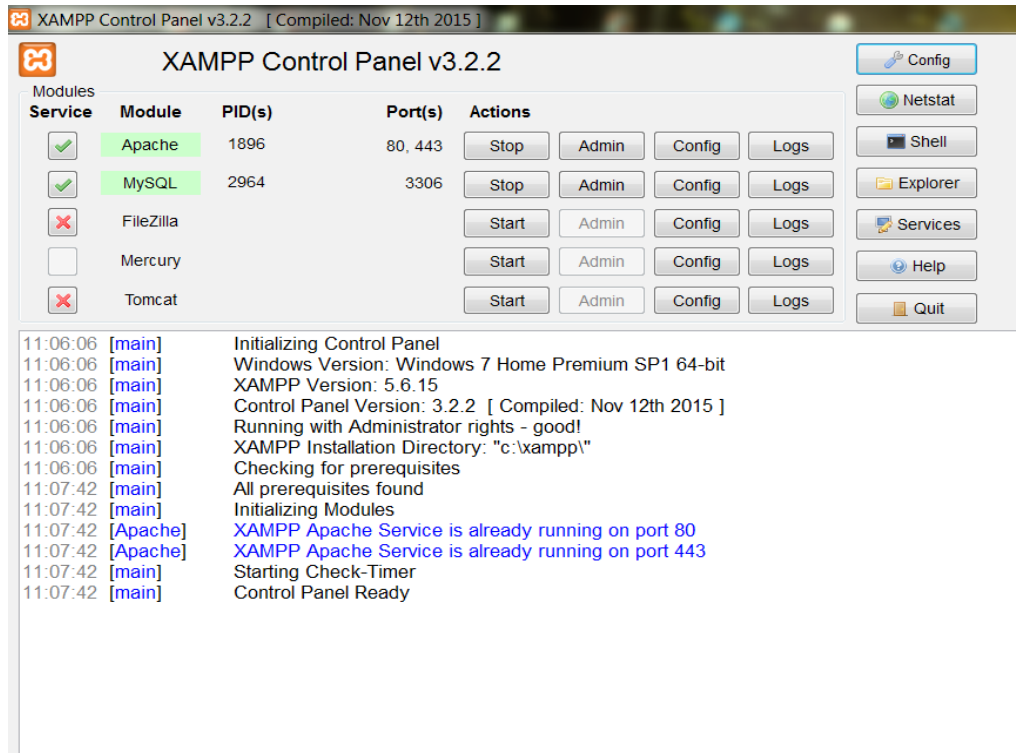 XAMPP Control Panel v3.2.2 [ Compiled: Nov 12th 2015 ]
XAMPP Control Panel v3.2.2
Config
Modules
Service Module PID(s) Port(s) Actions
Netstat
Apache 1896 80, 443 Stop Admin Config Logs
Shell
MySQL 2964 3306 Stop Admin Config Logs
Explorer
FileZilla Start Admin Config Logs
Services
Mercury Start Admin Config Logs
Help
Tomcat Start Admin Config Logs
Quit
11:06:06 [main] Initializing Control Panel
11:06:06 [main] Windows Version: Windows 7 Home Premium SP1 64-bit
11:06:06 [main] XAMPP Version: 5.6.15
11:06:06 [main] Control Panel Version: 3.2.2 [ Compiled: Nov 12th 2015 ]
11:06:06 [main] Running with Administrator rights - good!
11:06:06 [main] XAMPP Installation Directory: "c:\xampp\"
11:06:06 [main] Checking for prerequisites
11:07:42 [main] All prerequisites found
11:07:42 [main] Initializing Modules
11:07:42 [Apache] XAMPP Apache Service is already running on port 80
11:07:42 [Apache] XAMPP Apache Service is already running on port 443
11:07:42 [main] Starting Check-Timer
11:07:42 [main] Control Panel Ready